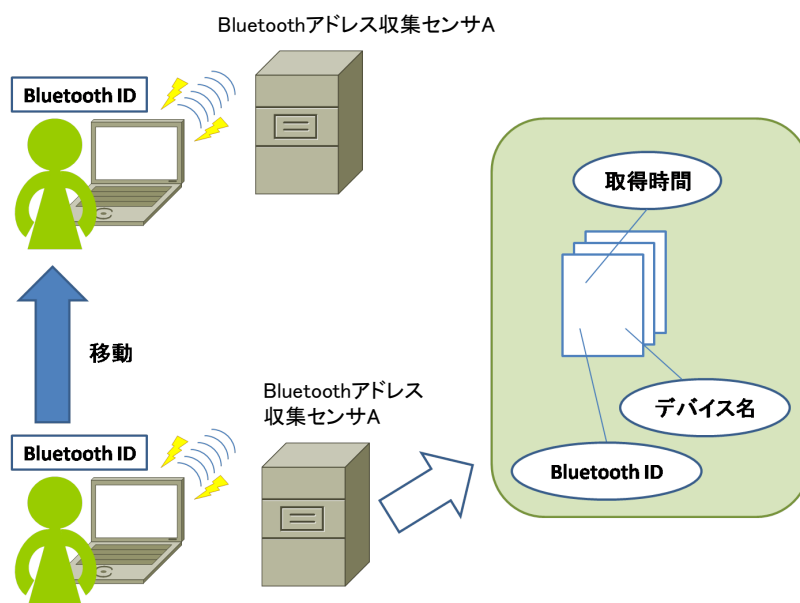 Bluetoothアドレス収集センサA
Bluetooth ID
取得時間
移動
Bluetoothアドレス
収集センサA
デバイス名
Bluetooth ID
Bluetooth ID